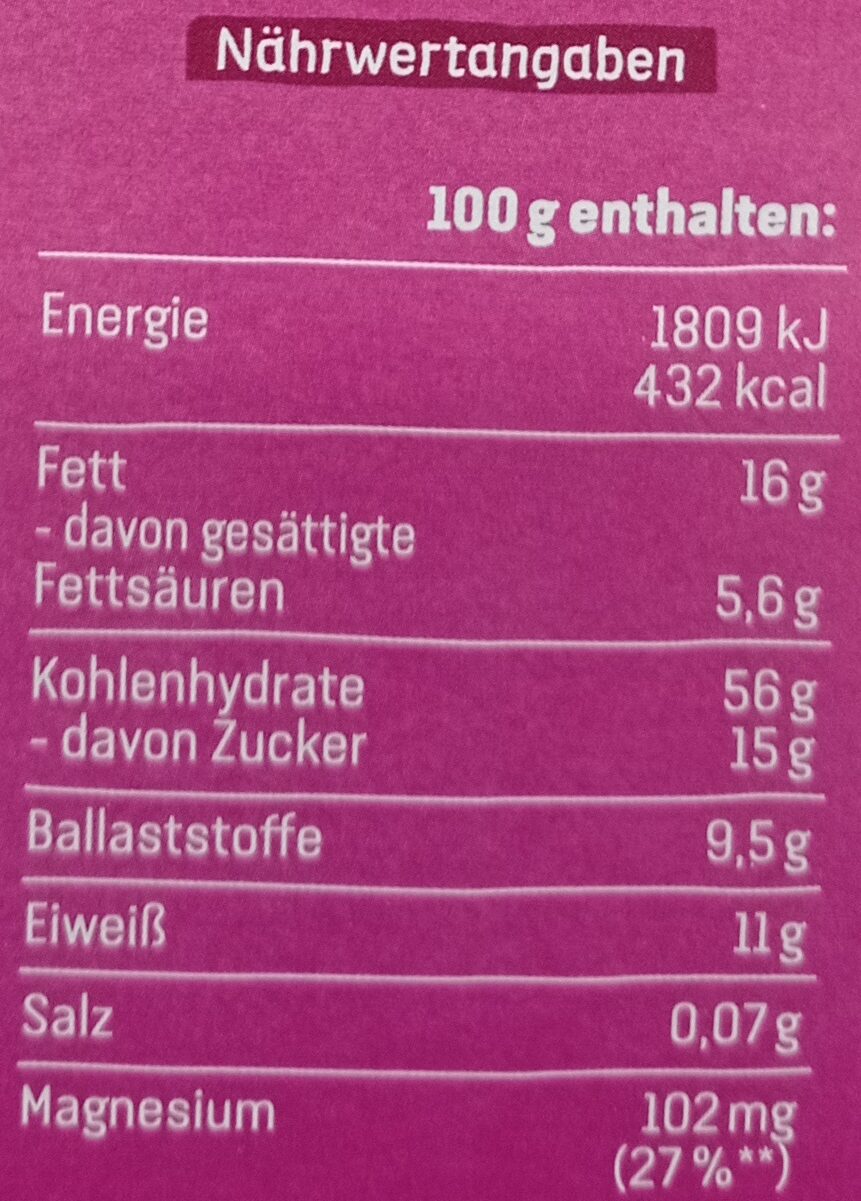 Nährwertangaben
100 g enthalten:
Energie 1809 kJ
432 kcal
Fett 16 g
- davon gesättigte
Fettsäuren 5,6 g
Kohlenhydrate 56 g
- davon Zucker 15 g
Ballaststoffe 9,5 g
Eiweiß 11 g
Salz 0,07 g
Magnesium 102 mg
(27 %**)